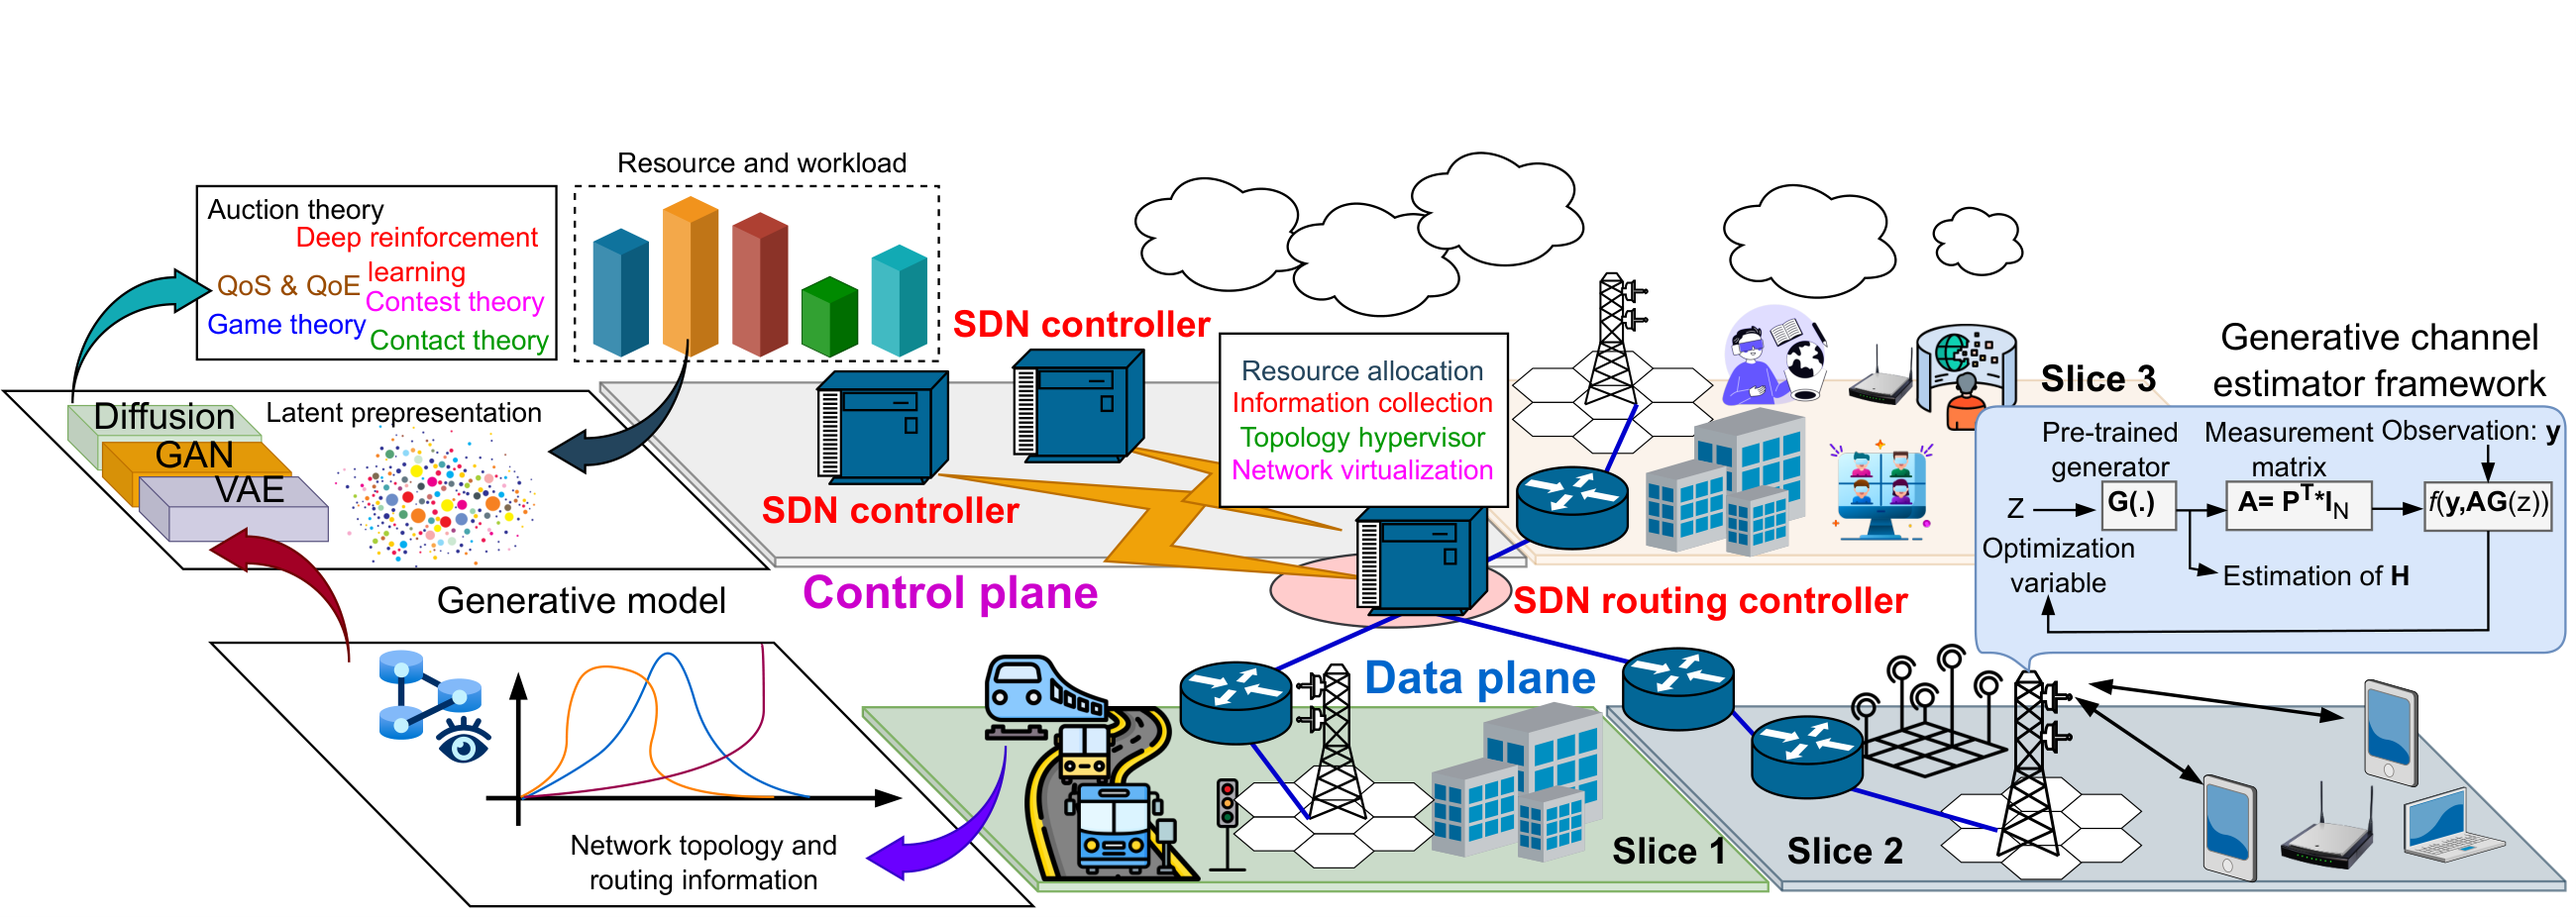 Resource and workload
Auction theory
Deep reinforcement
learning
QoS & QoE
Contest theory
Game theory
Contact theory
SDN controller
SDN controller
Resource allocation
Information collection
Topology hypervisor
Network virtualization
Slice 3
Generative channel
estimator framework
Diffusion
GAN
VAE
Latent prepresentation
Generative model
Control plane
SDN routing controller
Pre-trained
generator
Measurement
matrix
Observation: y
Z
G(.)
A= P^T*I_N
f(y,AG(z))
Optimization
variable
Estimation of H
Data plane
Network topology and
routing information
Slice 1
Slice 2